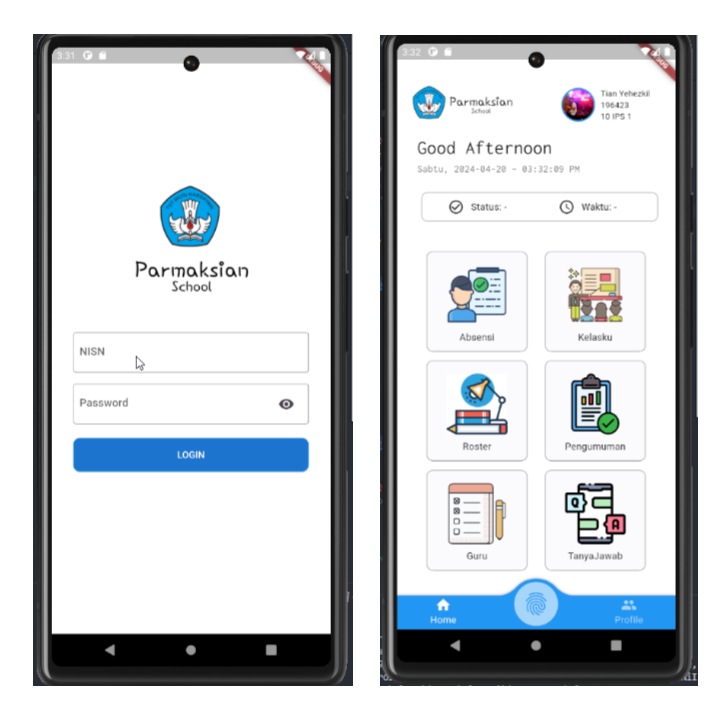 3:31
Parmaksian
School
NISN
Password
LOGIN
3:32
Parmaksian
School
Tian Yehezkil
196423
10 IPS 1
Good Afternoon
Sabtu, 2024-04-20 - 03:32:09 PM
Status: -
Waktu: -
Absensi
Kelasku
Roster
Pengumuman
Q
A
Guru
TanyaJawab
Home
Profile